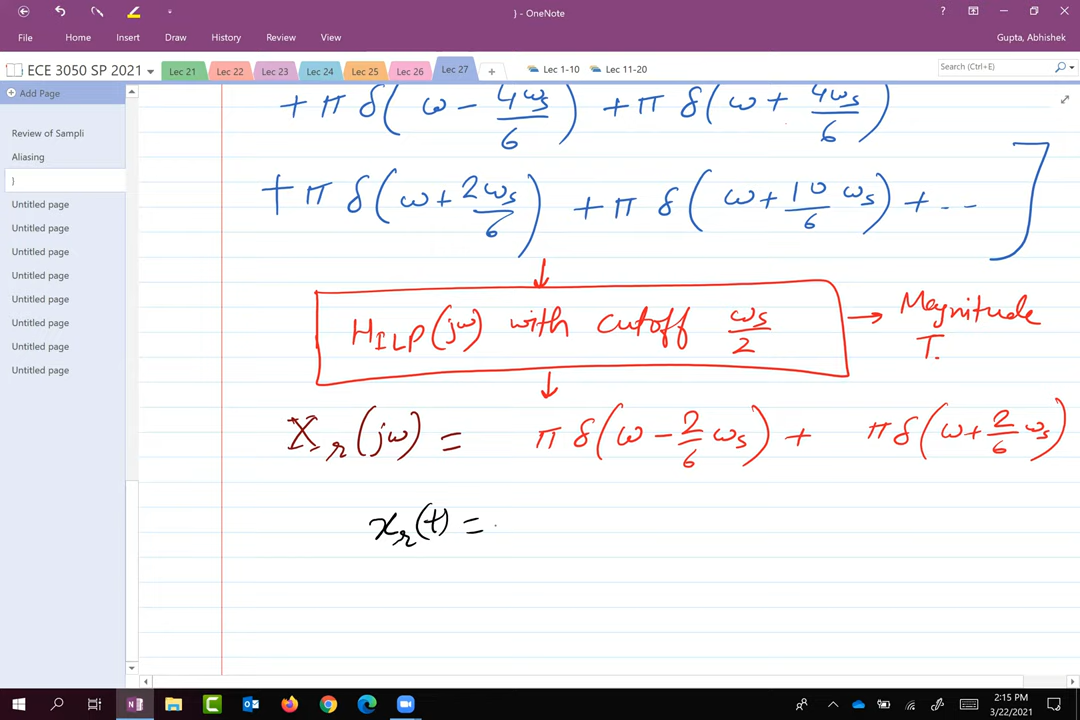 } - OneNote
?
File Home Insert Draw History Review View
Gupta, Abhishek
ECE 3050 SP 2021
Lec 21 Lec 22 Lec 23 Lec 24 Lec 25 Lec 26 Lec 27 + Lec 1-10 Lec 11-20
Search (Ctrl+E)
Add Page
Review of Sampli
Aliasing
}
Untitled page
Untitled page
Untitled page
Untitled page
Untitled page
Untitled page
Untitled page
Untitled page
+ π δ( ω - 4ωs/6 ) + π δ( ω + 4ωs/6 )
+ π δ( ω + 2ωs/6 ) + π δ( ω + 10/6 ωs ) + ... ]
↓
HILP(jω) with cutoff ωs/2 → Magnitude
T.
↓
Xr(jω) = π δ( ω - 2/6 ωs ) + π δ( ω + 2/6 ωs )
xr(t) =
2:15 PM
3/22/2021